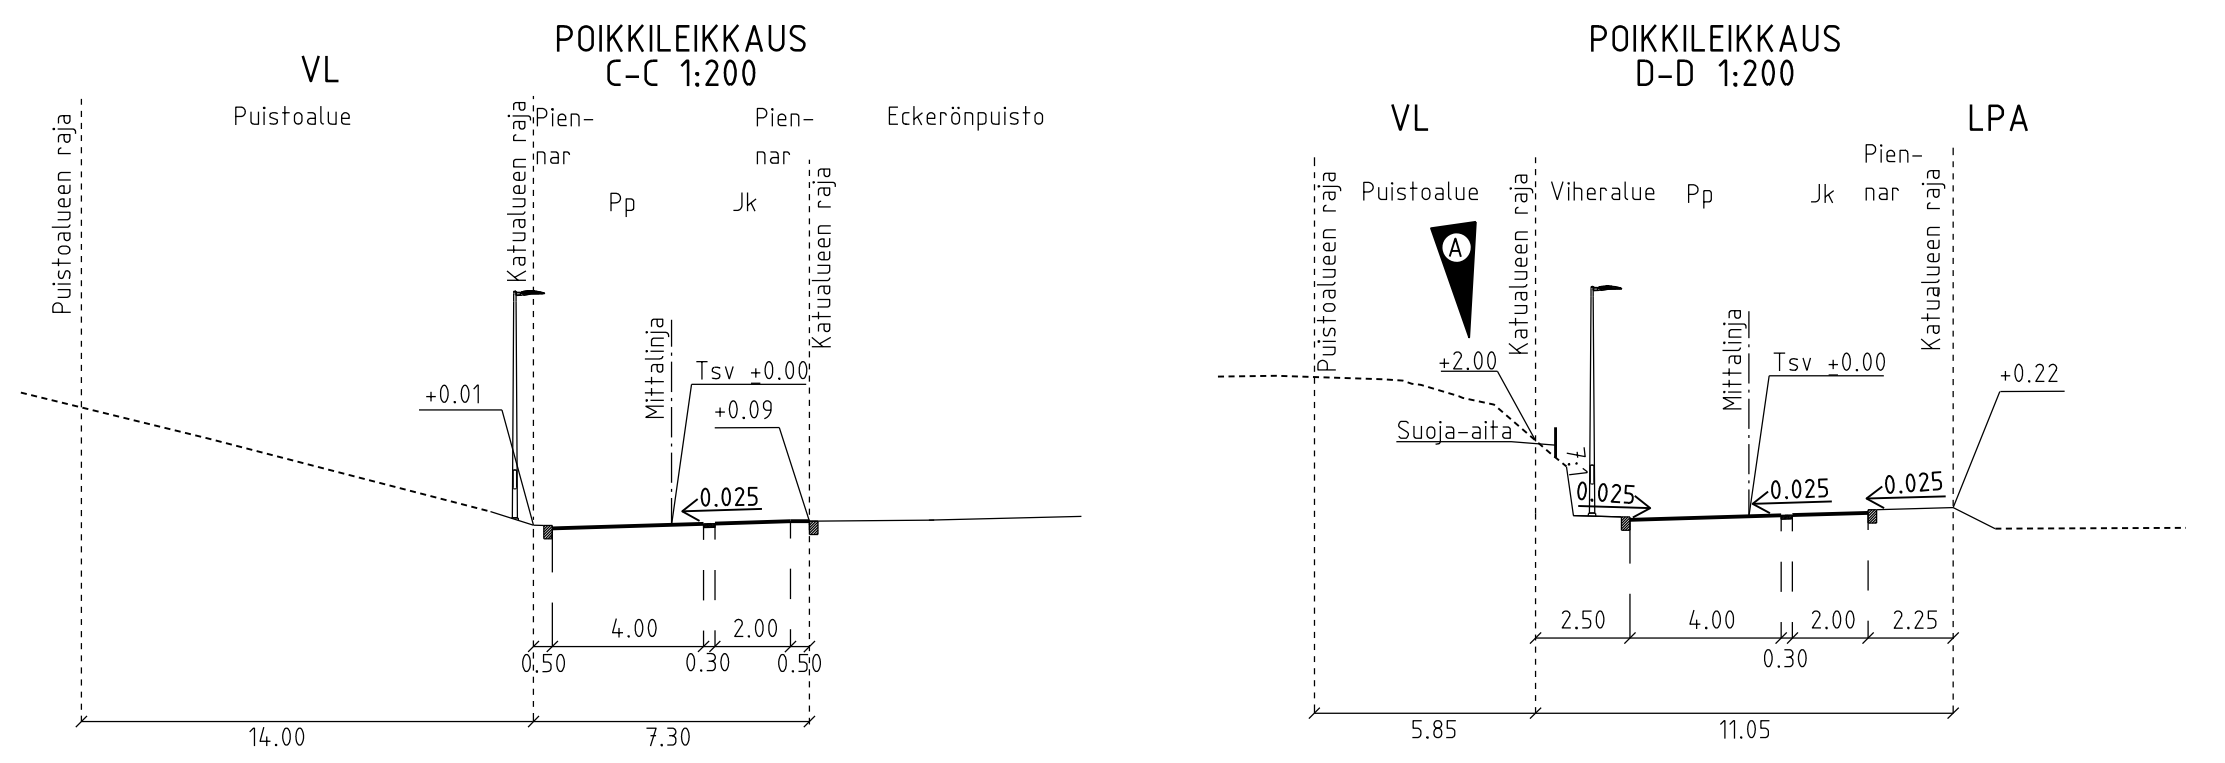 POIKKILEIKKAUS
C-C 1:200
VL
Puistoalueen raja
Puistoalue
Katualueen raja
Pien-
nar
Pp
Jk
Pien-
nar
Katualueen raja
Eckerönpuisto
Mittalinja
Tsv ±0.00
+0.01
+0.09
0.025
4.00
2.00
0.50
0.30
0.50
14.00
7.30
POIKKILEIKKAUS
D-D 1:200
VL
LPA
Puistoalueen raja
Puistoalue
Katualueen raja
Viheralue
Pp
Jk
Pien-
nar
Katualueen raja
A
Mittalinja
+2.00
Tsv ±0.00
+0.22
Suoja-aita
7:1
0.025
0.025
0.025
2.50
4.00
2.00
2.25
0.30
5.85
11.05